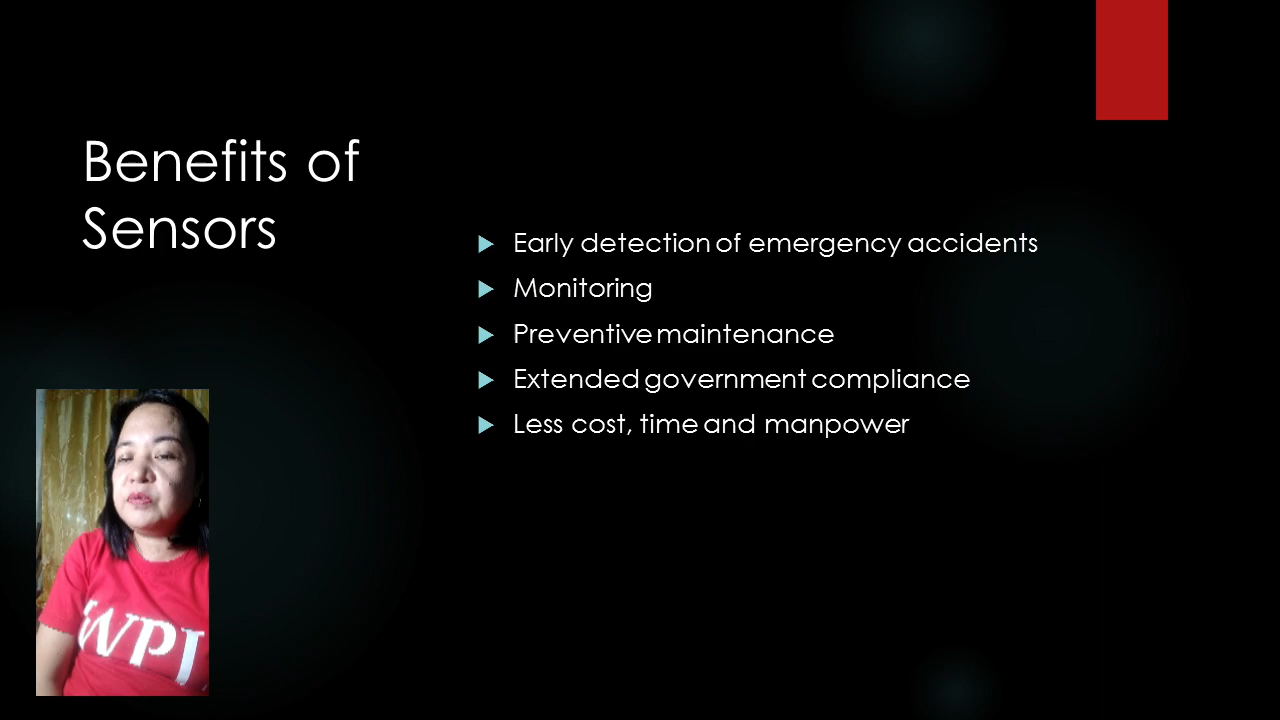 Benefits of
Sensors
Early detection of emergency accidents
Monitoring
Preventive maintenance
Extended government compliance
Less cost, time and manpower
WPI